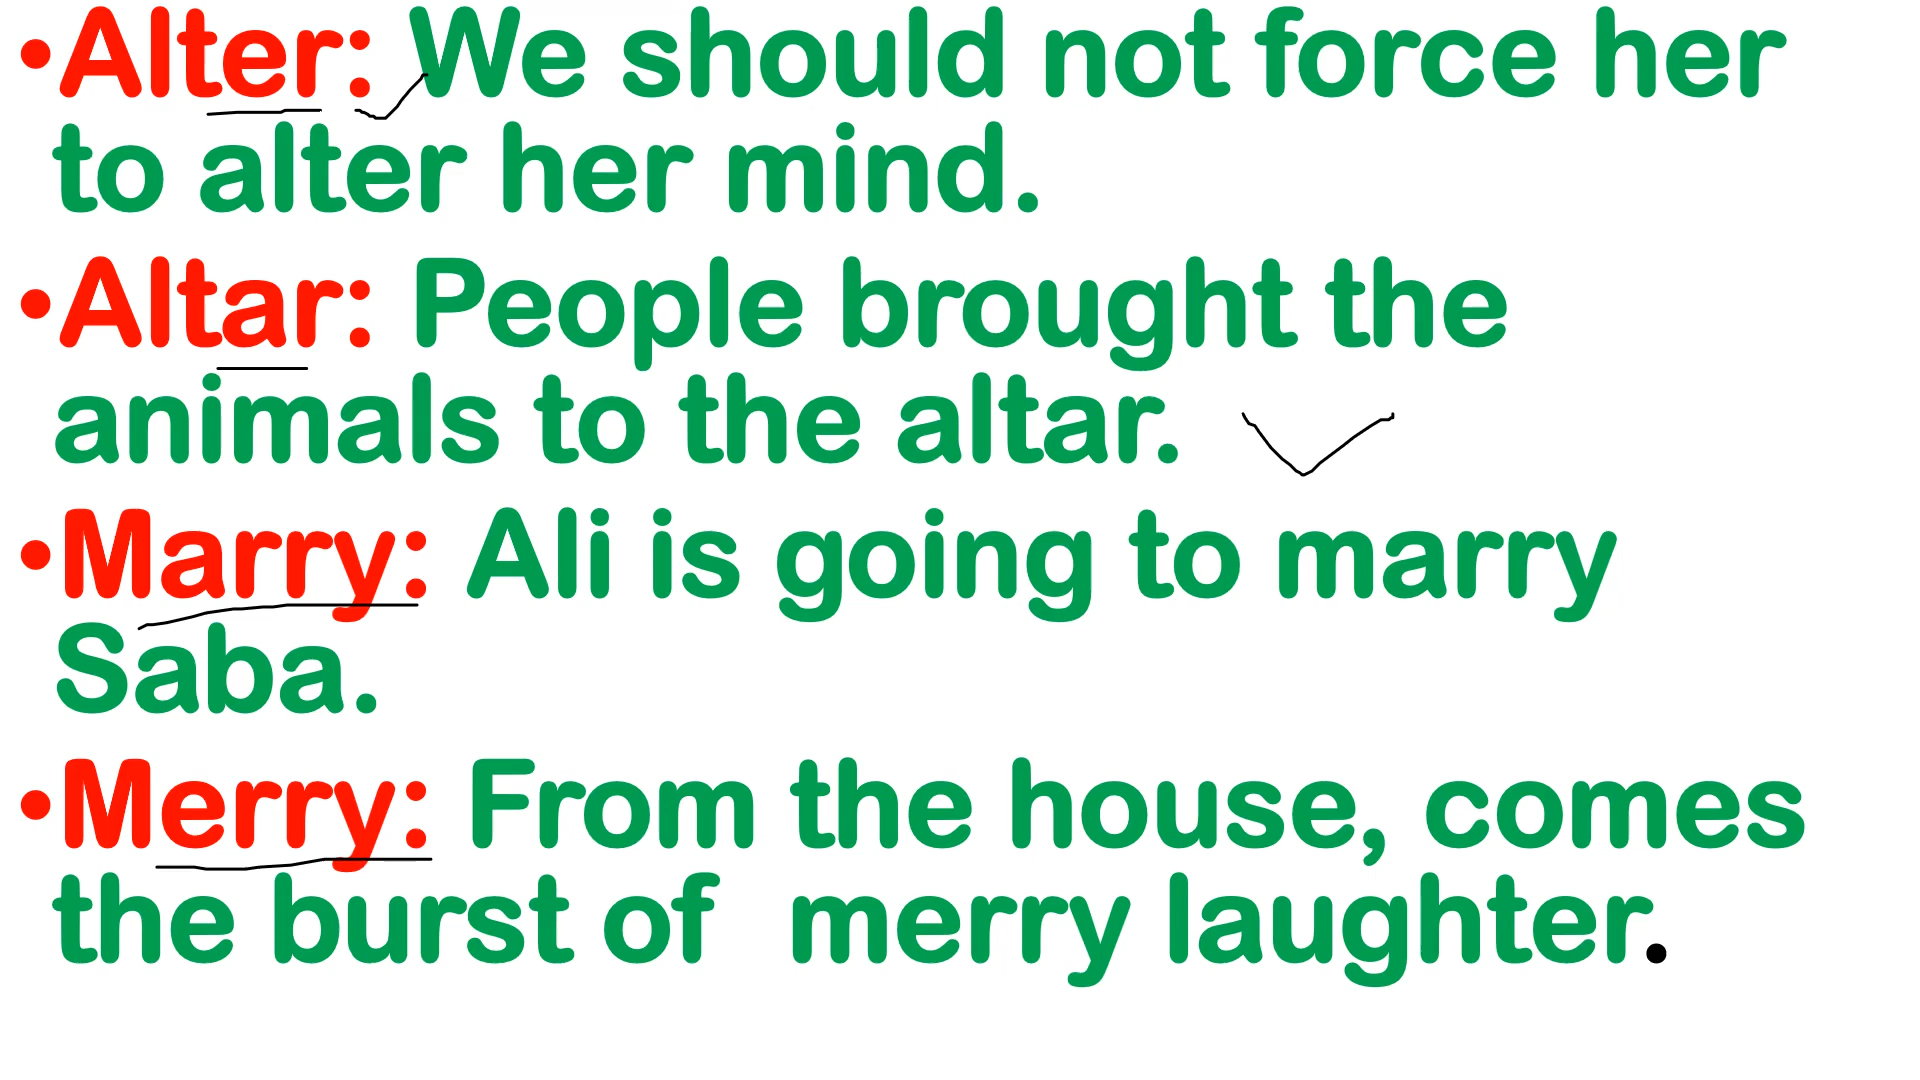 •Alter: We should not force her
to alter her mind.
•Altar: People brought the
animals to the altar.
•Marry: Ali is going to marry
Saba.
•Merry: From the house, comes
the burst of  merry laughter.